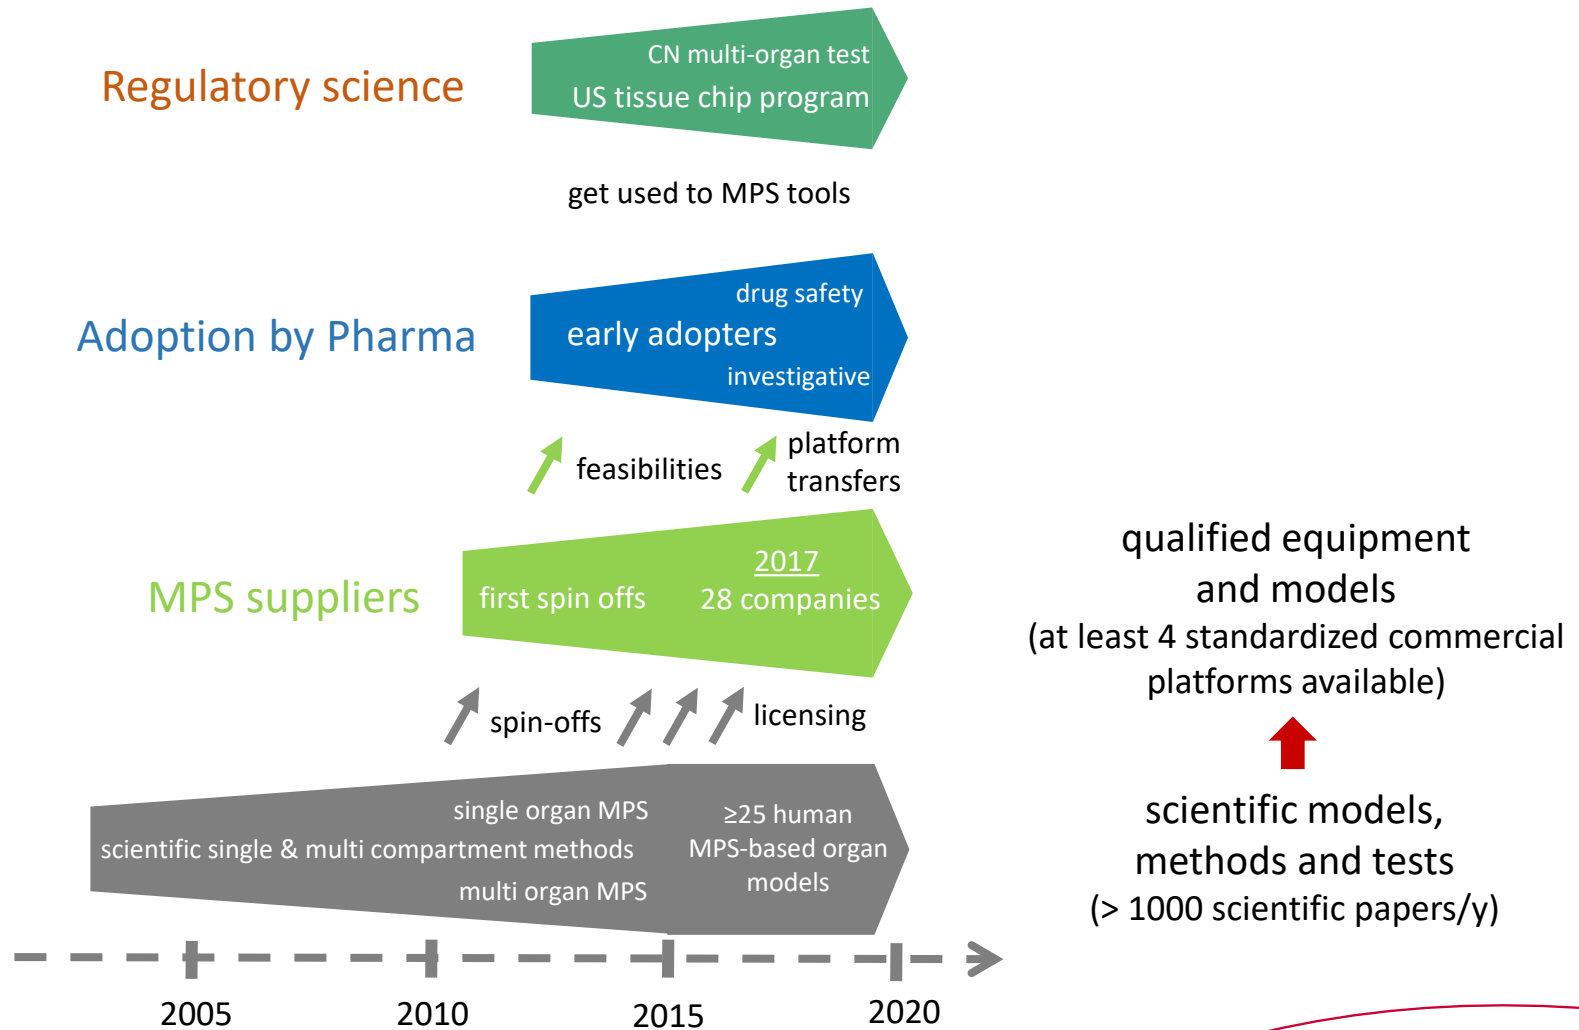 Regulatory science
CN multi-organ test
US tissue chip program
get used to MPS tools
Adoption by Pharma
drug safety
early adopters
investigative
feasibilities
platform
transfers
MPS suppliers
first spin offs
2017
28 companies
qualified equipment
and models
(at least 4 standardized commercial
platforms available)
spin-offs
licensing
single organ MPS
scientific single & multi compartment methods
multi organ MPS
≥25 human
MPS-based organ
models
scientific models,
methods and tests
(> 1000 scientific papers/y)
2005
2010
2015
2020